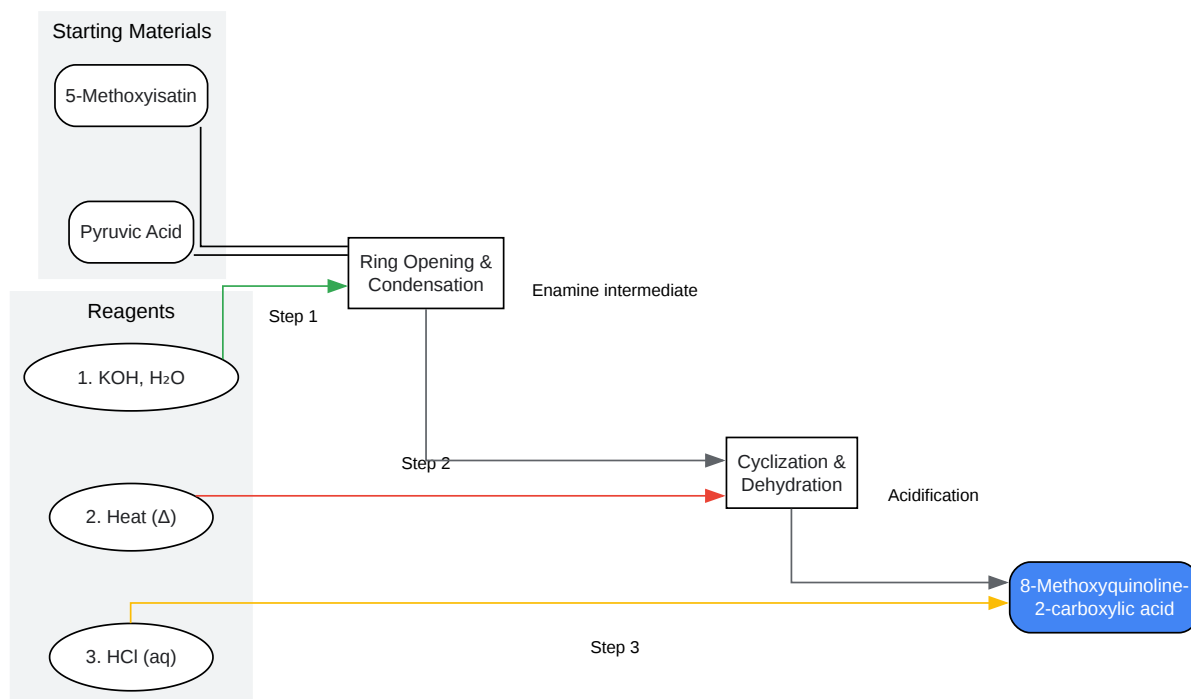 Starting Materials
5-Methoxyisatin
Pyruvic Acid
Ring Opening &
Condensation
Enamine intermediate
Step 1
Reagents
1. KOH, H₂O
Step 2
Cyclization &
Dehydration
2. Heat (Δ)
Acidification
8-Methoxyquinoline-
2-carboxylic acid
3. HCl (aq)
Step 3